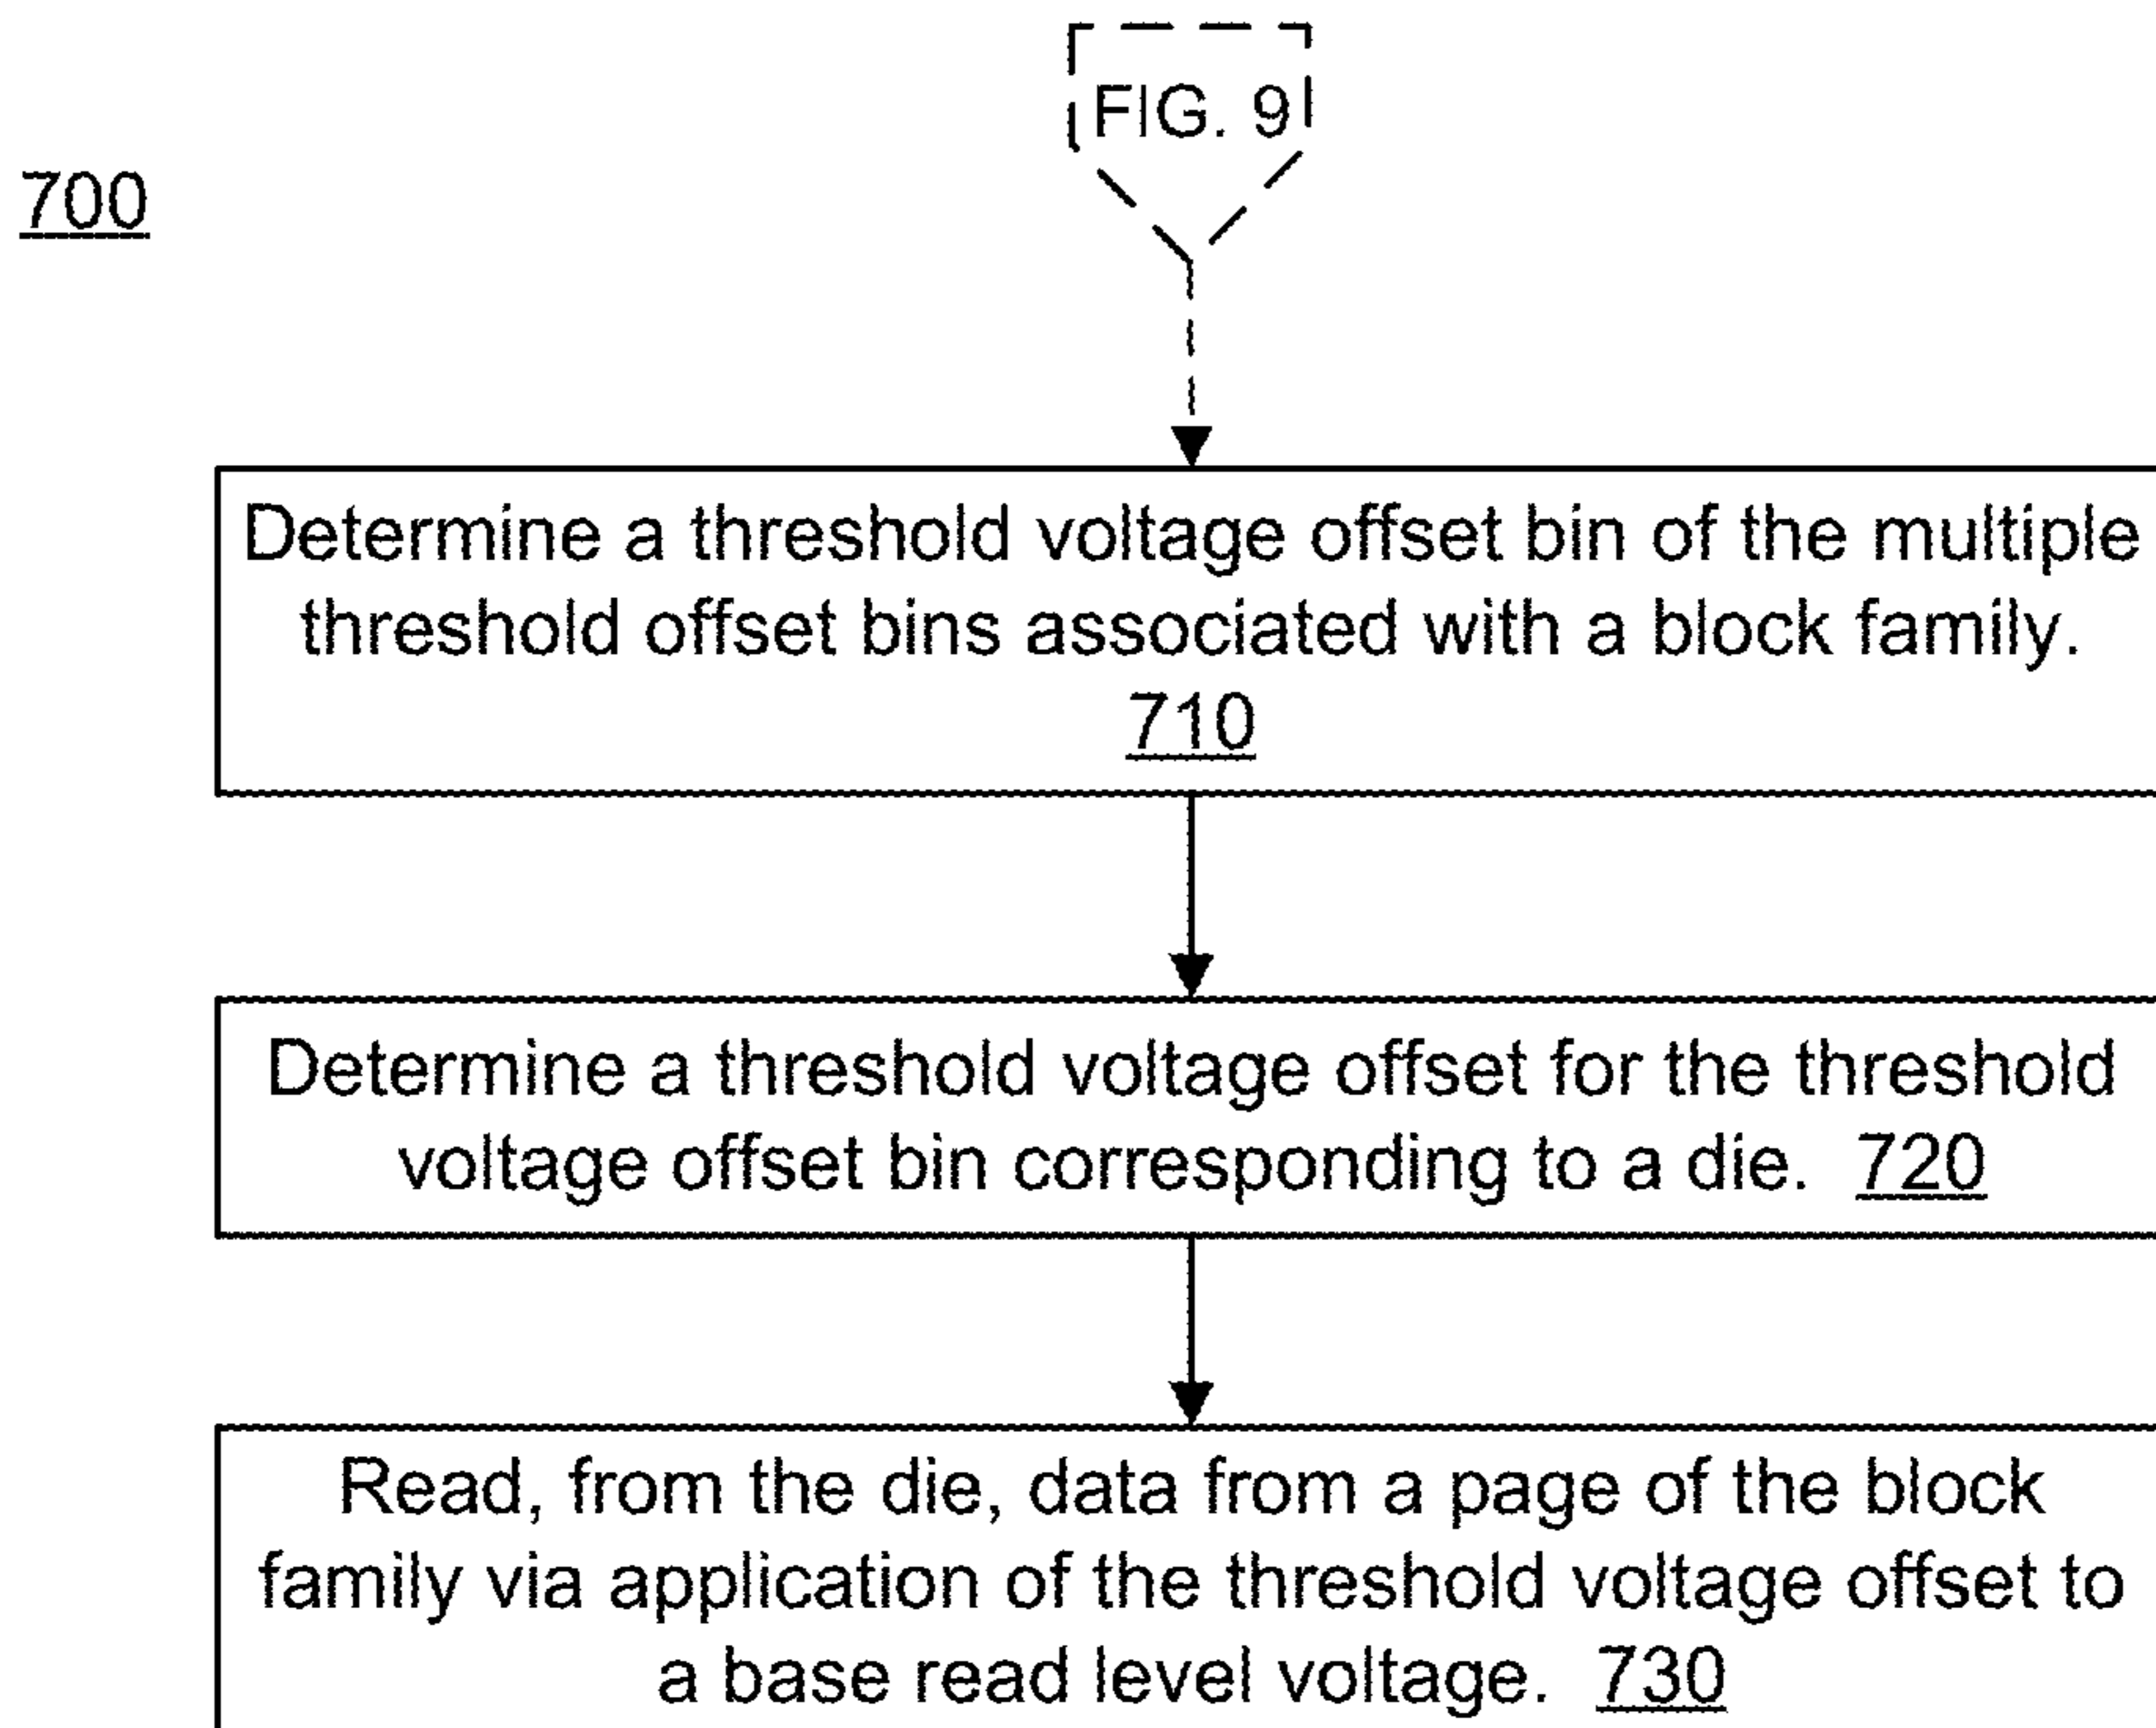 FIG. 9
700
Determine a threshold voltage offset bin of the multiple
threshold offset bins associated with a block family.
710
Determine a threshold voltage offset for the threshold
voltage offset bin corresponding to a die. 720
Read, from the die, data from a page of the block
family via application of the threshold voltage offset to
a base read level voltage. 730